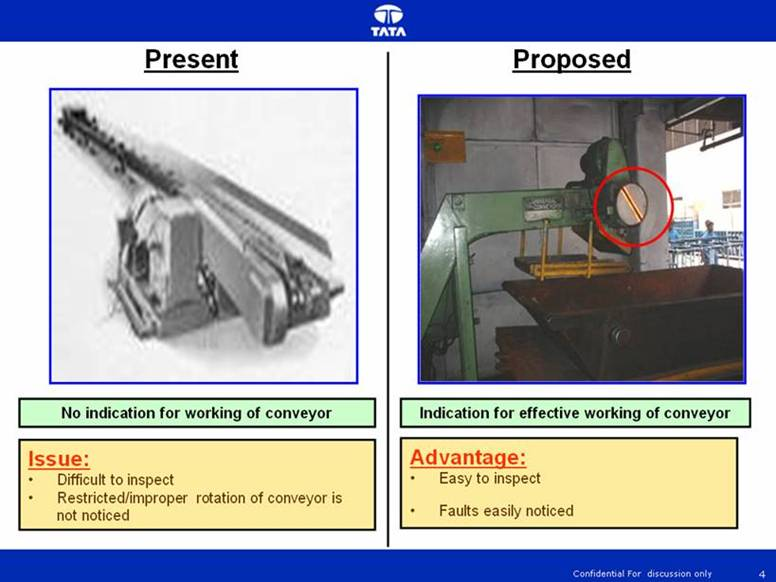 TATA
Present
Proposed
No indication for working of conveyor
Indication for effective working of conveyor
Issue:
• Difficult to inspect
• Restricted/improper rotation of conveyor is
not noticed
Advantage:
• Easy to inspect
• Faults easily noticed
Confidential For discussion only
4